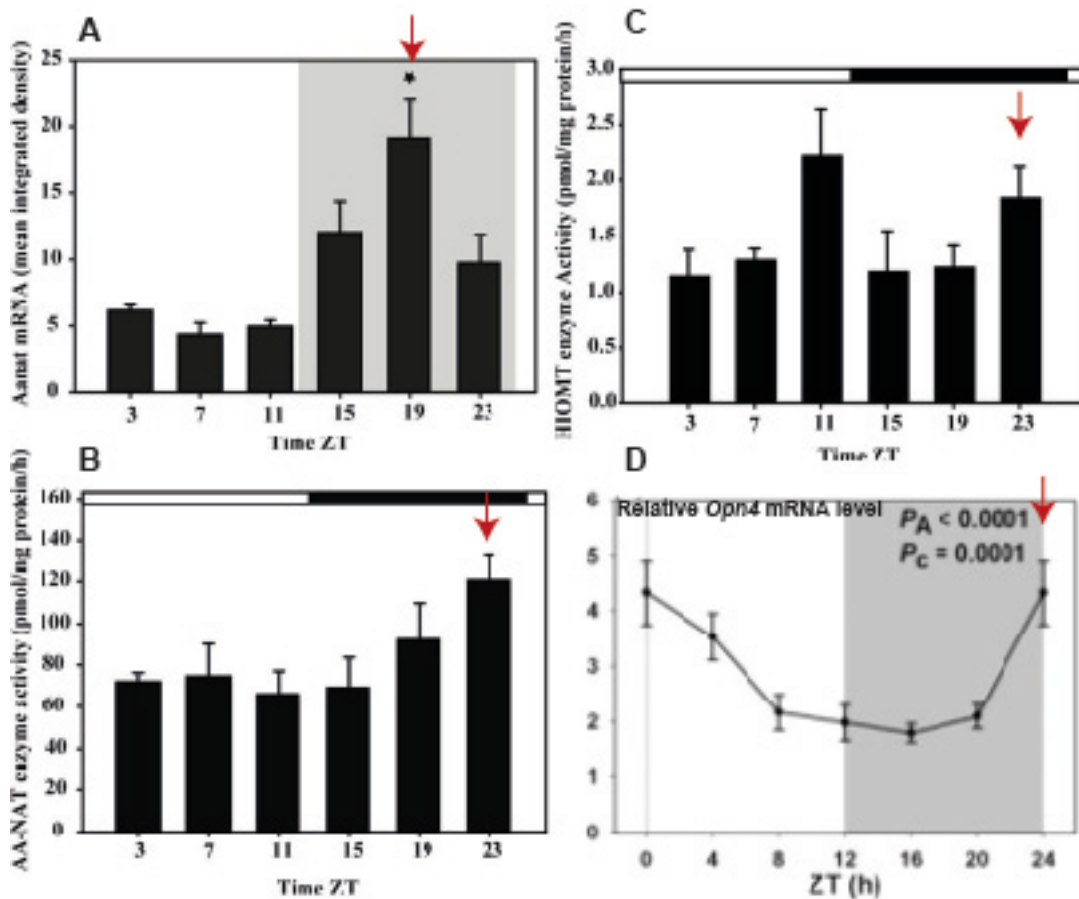 A
Aanat mRNA (mean integrated density)
25
20
15
10
5
0
*
3 7 11 15 19 23
Time ZT
B
AA-NAT enzyme activity (pmol/mg protein/h)
160
140
120
100
80
60
40
20
0
3 7 11 15 19 23
Time ZT
C
HIOMT enzyme Activity (pmol/mg protein/h)
3.0
2.5
2.0
1.5
1.0
0.5
0.0
3 7 11 15 19 23
Time ZT
D
Relative Opn4 mRNA level
PA < 0.0001
Pc = 0.0001
6
5
4
3
2
1
0
0 4 8 12 16 20 24
ZT (h)